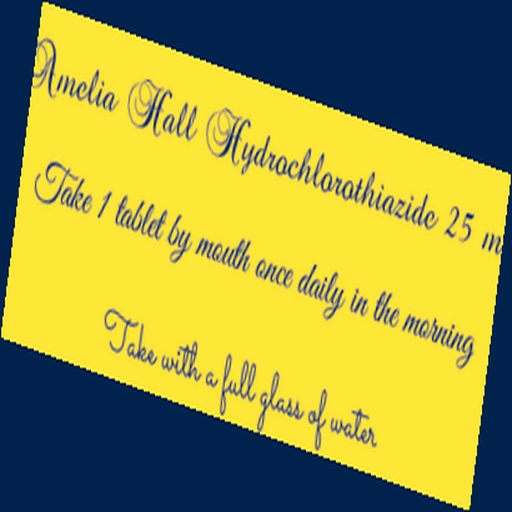 Amelia Hall Hydrochlorothiazide 25 m
Take 1 tablet by mouth once daily in the morning
Take with a full glass of water